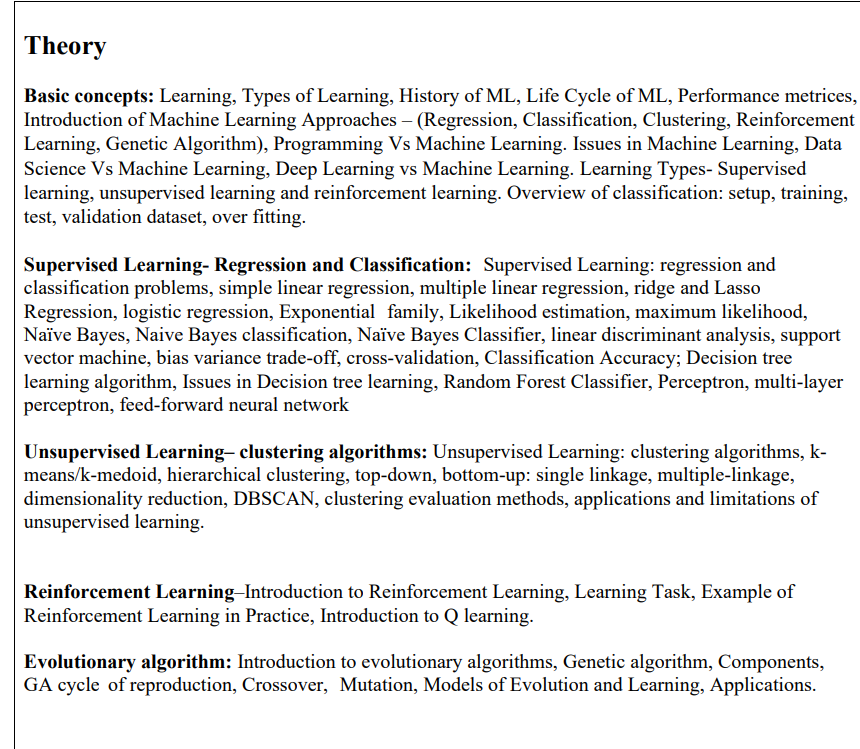 Theory
Basic concepts: Learning, Types of Learning, History of ML, Life Cycle of ML, Performance metrices,
Introduction of Machine Learning Approaches – (Regression, Classification, Clustering, Reinforcement
Learning, Genetic Algorithm), Programming Vs Machine Learning. Issues in Machine Learning, Data
Science Vs Machine Learning, Deep Learning vs Machine Learning. Learning Types- Supervised
learning, unsupervised learning and reinforcement learning. Overview of classification: setup, training,
test, validation dataset, over fitting.
Supervised Learning- Regression and Classification: Supervised Learning: regression and
classification problems, simple linear regression, multiple linear regression, ridge and Lasso
Regression, logistic regression, Exponential family, Likelihood estimation, maximum likelihood,
Naïve Bayes, Naive Bayes classification, Naïve Bayes Classifier, linear discriminant analysis, support
vector machine, bias variance trade-off, cross-validation, Classification Accuracy; Decision tree
learning algorithm, Issues in Decision tree learning, Random Forest Classifier, Perceptron, multi-layer
perceptron, feed-forward neural network
Unsupervised Learning– clustering algorithms: Unsupervised Learning: clustering algorithms, k-
means/k-medoid, hierarchical clustering, top-down, bottom-up: single linkage, multiple-linkage,
dimensionality reduction, DBSCAN, clustering evaluation methods, applications and limitations of
unsupervised learning.
Reinforcement Learning–Introduction to Reinforcement Learning, Learning Task, Example of
Reinforcement Learning in Practice, Introduction to Q learning.
Evolutionary algorithm: Introduction to evolutionary algorithms, Genetic algorithm, Components,
GA cycle of reproduction, Crossover, Mutation, Models of Evolution and Learning, Applications.